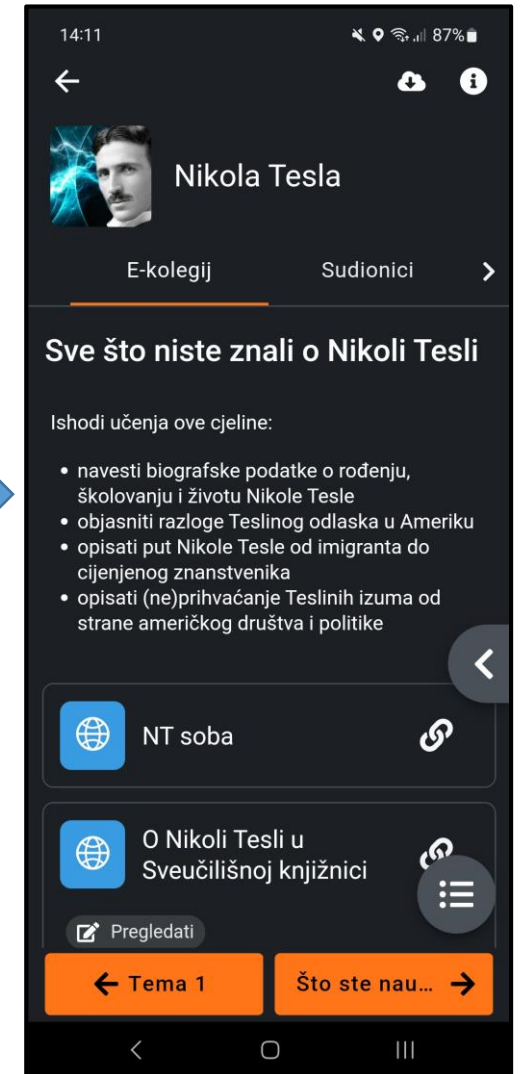 14:11 87%
Nikola Tesla
E-kolegij Sudionici
Sve što niste znali o Nikoli Tesli
Ishodi učenja ove cjeline:
• navesti biografske podatke o rođenju,
školovanju i životu Nikole Tesle
• objasniti razloge Teslinog odlaska u Ameriku
• opisati put Nikole Tesle od imigranta do
cijenjenog znanstvenika
• opisati (ne)prihvaćanje Teslinih izuma od
strane američkog društva i politike
NT soba
O Nikoli Tesli u
Sveučilišnoj knjižnici
Pregledati
Tema 1 Što ste nau...